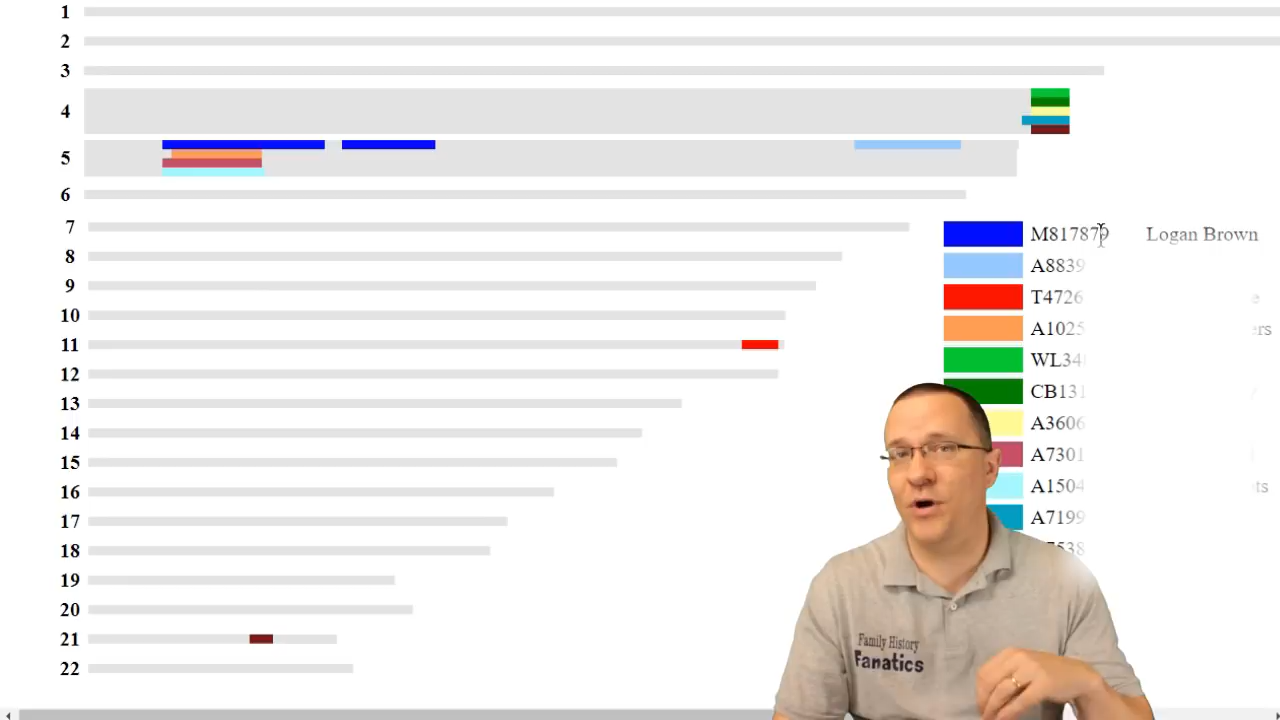 1
2
3
4
5
6
7
8
9
10
11
12
13
14
15
16
17
18
19
20
21
22
M817879 Logan Brown
A8839
T4726
A1025
WL34
CB131
A3606
A7301
A1504
A7199
7538
Family History
Fanatics